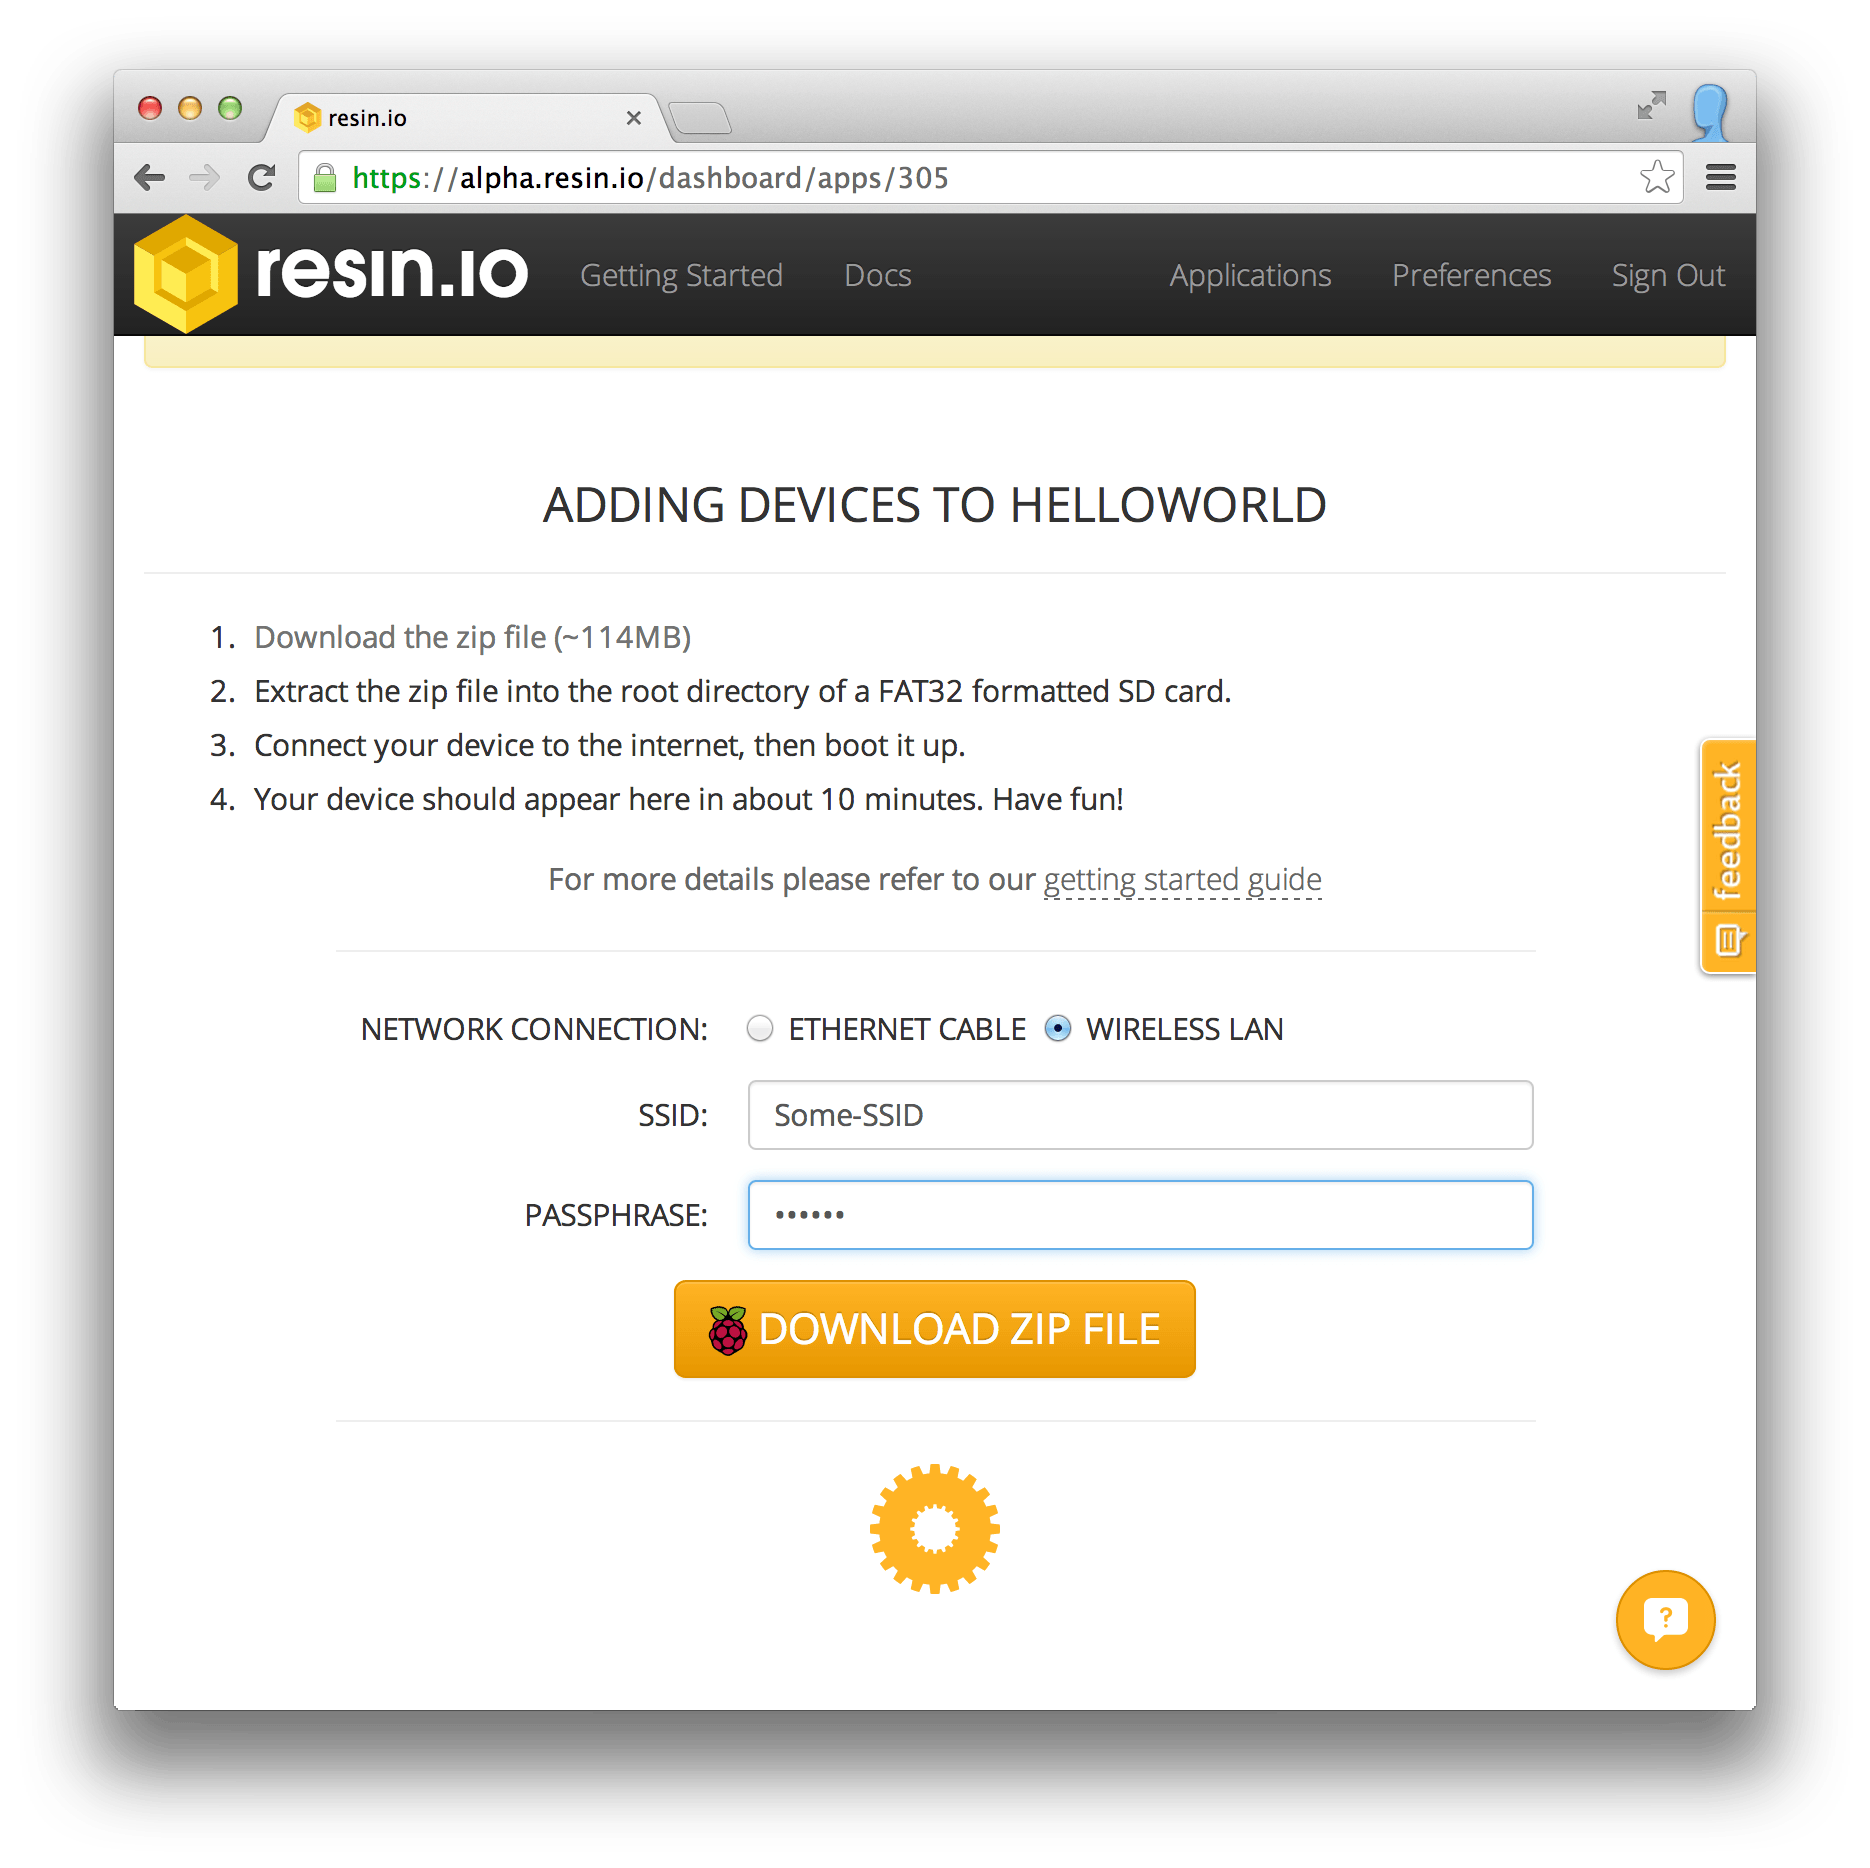 resin.io
https://alpha.resin.io/dashboard/apps/305
resin.io
Getting Started
Docs
Applications
Preferences
Sign Out
ADDING DEVICES TO HELLOWORLD
1. Download the zip file (~114MB)
2. Extract the zip file into the root directory of a FAT32 formatted SD card.
3. Connect your device to the internet, then boot it up.
4. Your device should appear here in about 10 minutes. Have fun!
feedback
For more details please refer to our getting started guide
NETWORK CONNECTION: ETHERNET CABLE WIRELESS LAN
SSID: Some-SSID
PASSPHRASE: ••••••
DOWNLOAD ZIP FILE
?